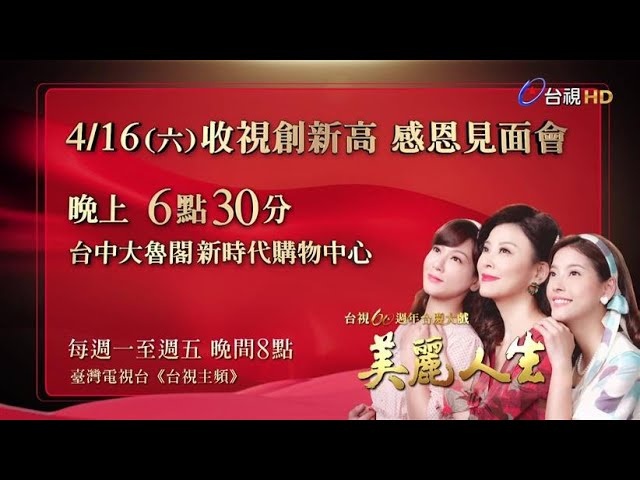 台視HD
4/16(六)收視創新高 感恩見面會
晚上 6點30分
台中大魯閣新時代購物中心
台視60週年台慶大戲
美麗人生
每週一至週五 晚間8點
臺灣電視台《台視主頻》